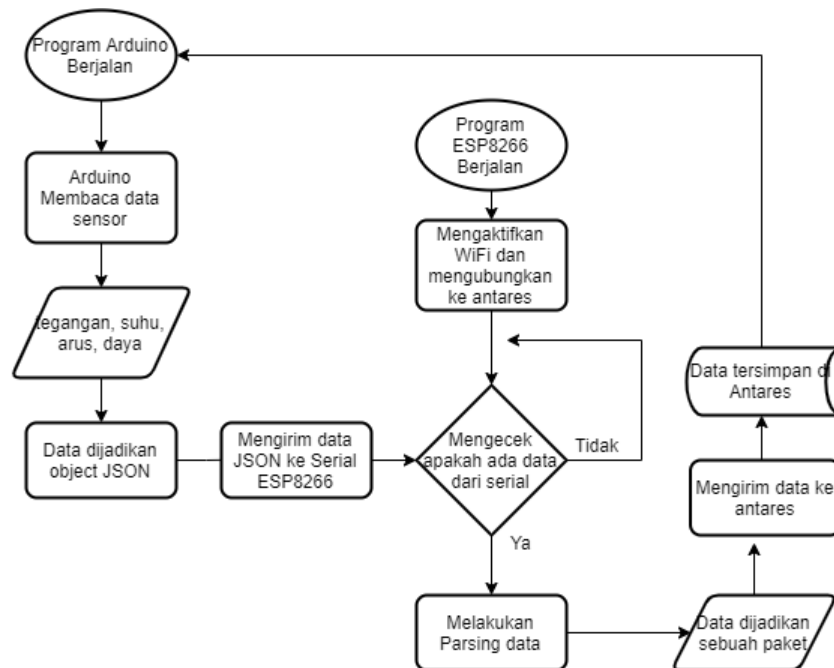 Program Arduino
Berjalan
Arduino
Membaca data
sensor
tegangan, suhu,
arus, daya
Data dijadikan
object JSON
Mengirim data
JSON ke Serial
ESP8266
Program
ESP8266
Berjalan
Mengaktifkan
WiFi dan
mengubungkan
ke antares
Mengecek
apakah ada data
dari serial
Tidak
Ya
Melakukan
Parsing data
Data dijadikan
sebuah paket
Mengirim data ke
antares
Data tersimpan di
Antares